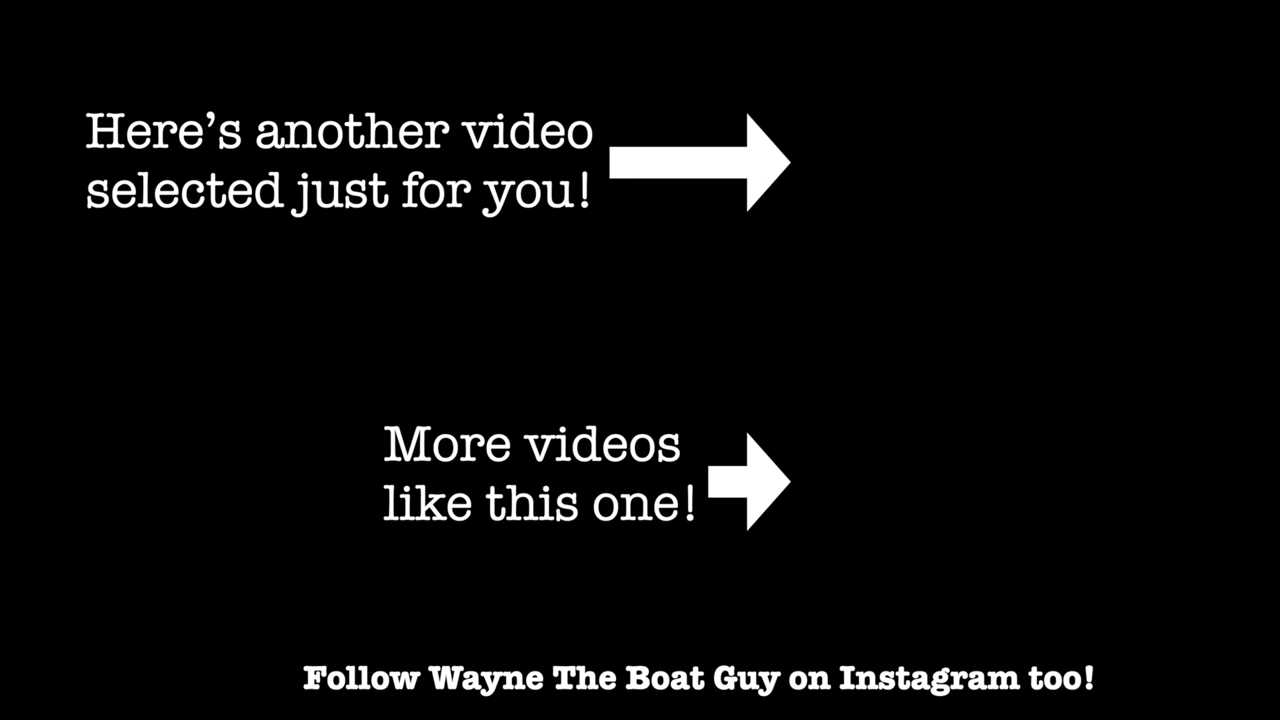 Here’s another video
selected just for you!
More videos
like this one!
Follow Wayne The Boat Guy on Instagram too!